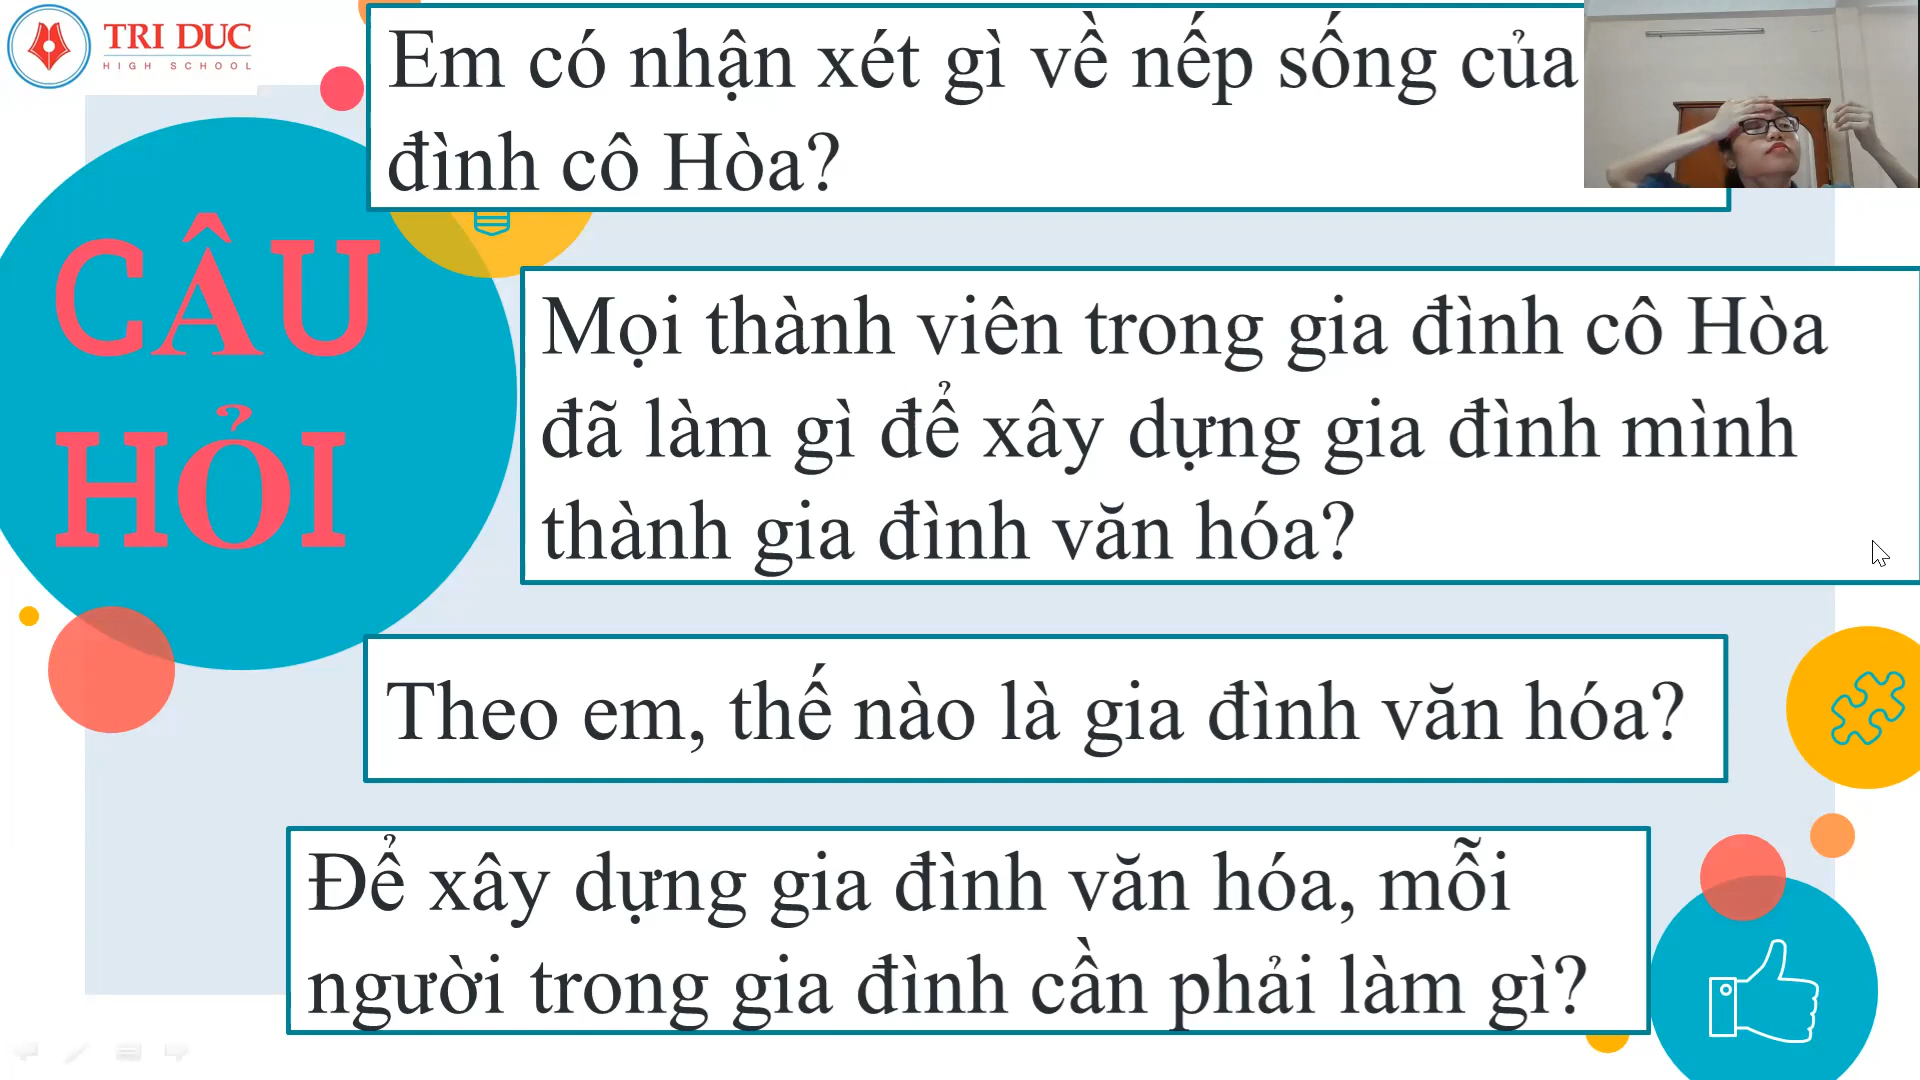 TRI DUC
HIGH SCHOOL
CÂU
HỎI
Em có nhận xét gì về nếp sống của
đình cô Hòa?
Mọi thành viên trong gia đình cô Hòa
đã làm gì để xây dựng gia đình mình
thành gia đình văn hóa?
Theo em, thế nào là gia đình văn hóa?
Để xây dựng gia đình văn hóa, mỗi
người trong gia đình cần phải làm gì?